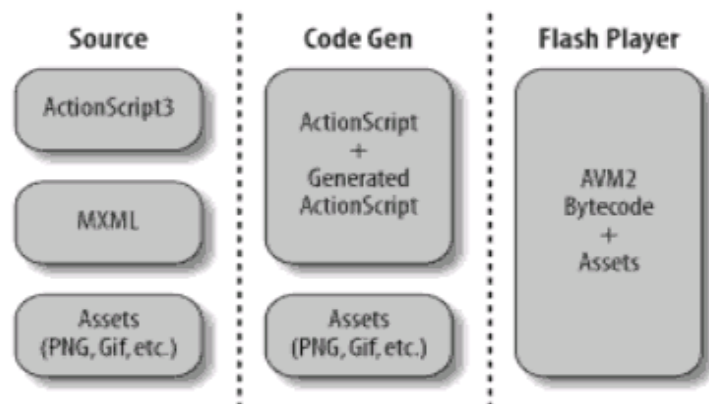 Source
ActionScript3
MXML
Assets
(PNG, Gif, etc.)
Code Gen
ActionScript
+
Generated
ActionScript
Assets
(PNG, Gif, etc.)
Flash Player
AVM2
Bytecode
+
Assets